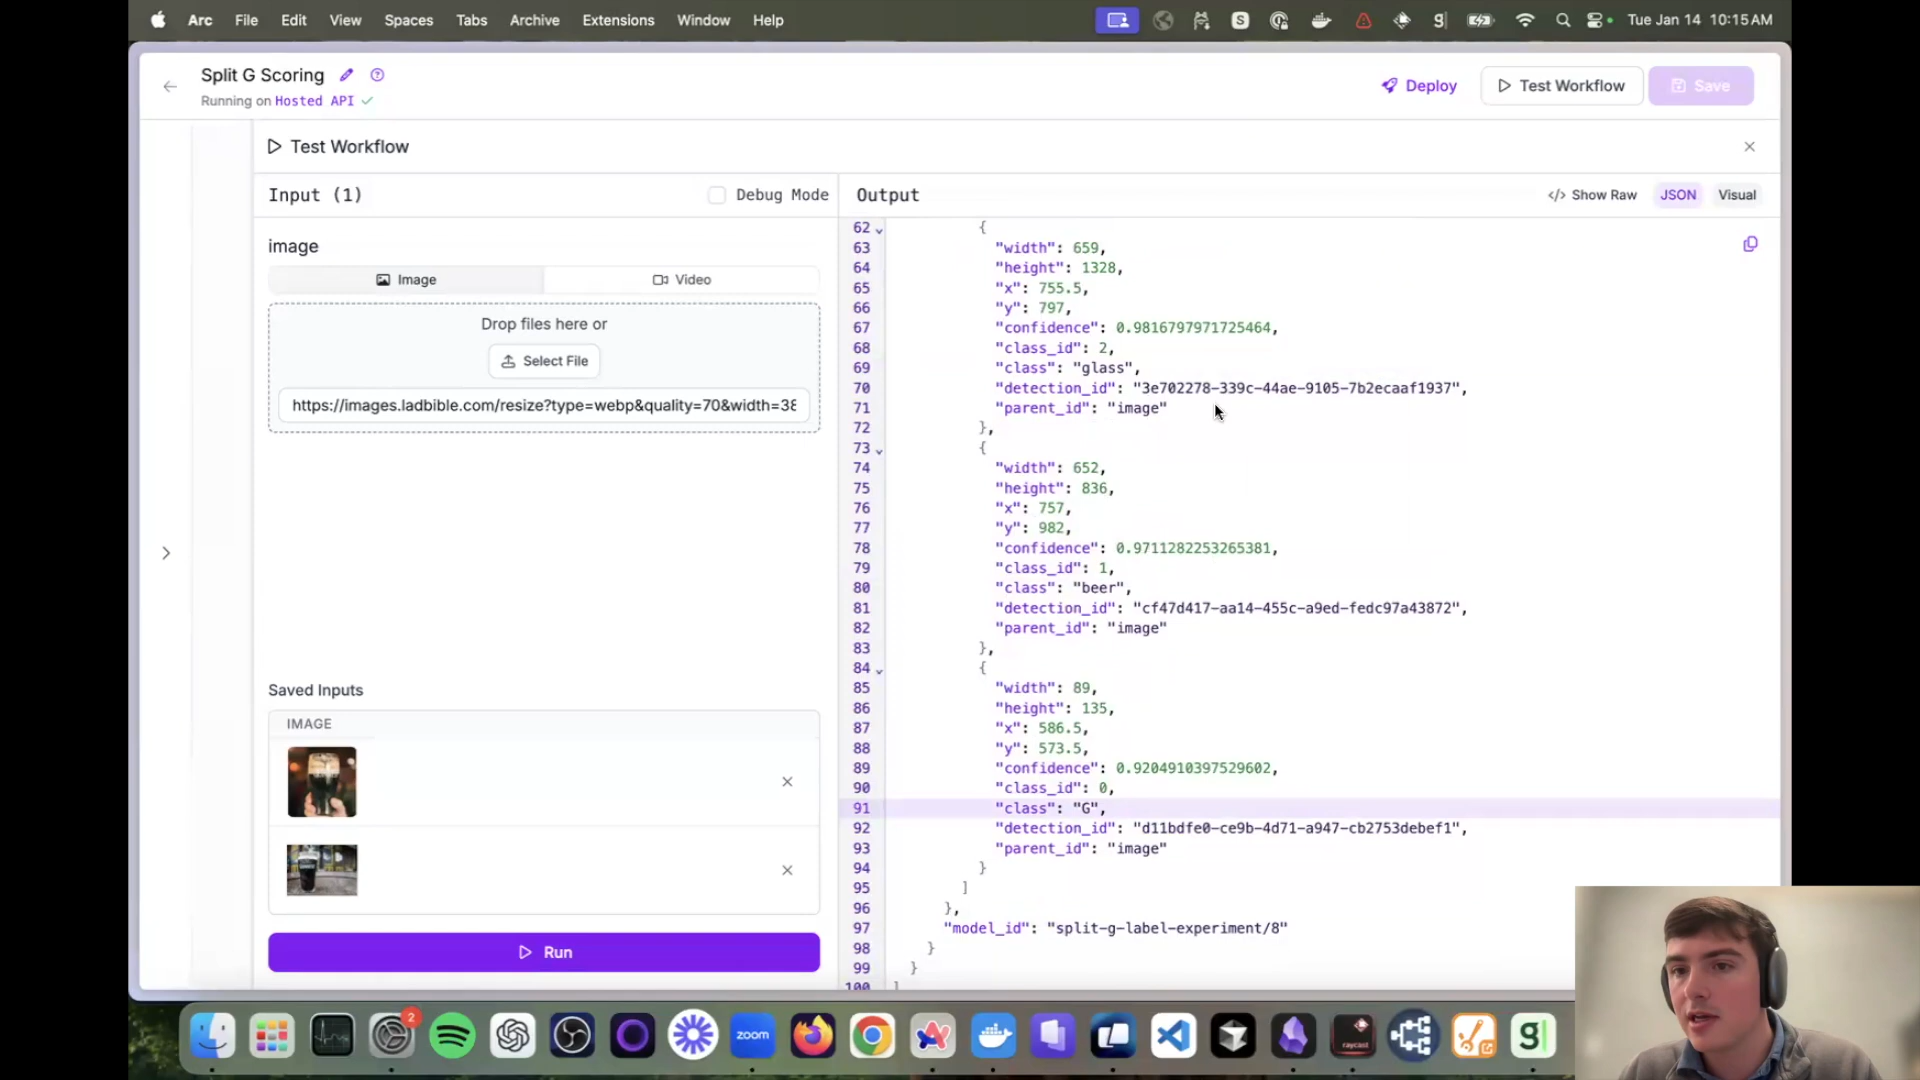 Arc File Edit View Spaces Tabs Archive Extensions Window Help
Tue Jan 14 10:15 AM
Split G Scoring
Running on Hosted API
Deploy
Test Workflow
Save
Test Workflow
Input (1)
Debug Mode
Output
Show Raw
JSON
Visual
image
Image
Video
Drop files here or
Select File
https://images.ladbible.com/resize?type=webp&quality=70&width=38
Saved Inputs
IMAGE
Run
62 {
63 "width": 659,
64 "height": 1328,
65 "x": 755.5,
66 "y": 797,
67 "confidence": 0.9816797971725464,
68 "class_id": 2,
69 "class": "glass",
70 "detection_id": "3e702278-339c-44ae-9105-7b2ecaaf1937",
71 "parent_id": "image"
72 },
73 {
74 "width": 652,
75 "height": 836,
76 "x": 757,
77 "y": 982,
78 "confidence": 0.9711282253265381,
79 "class_id": 1,
80 "class": "beer",
81 "detection_id": "cf47d417-aa14-455c-a9ed-fedc97a43872",
82 "parent_id": "image"
83 },
84 {
85 "width": 89,
86 "height": 135,
87 "x": 586.5,
88 "y": 573.5,
89 "confidence": 0.9204910397529602,
90 "class_id": 0,
91 "class": "G",
92 "detection_id": "d11bdfe0-ce9b-4d71-a947-cb2753debef1",
93 "parent_id": "image"
94 }
95 ]
96 },
97 "model_id": "split-g-label-experiment/8"
98 }
99 }
100 ]
2
zoom
raycast
g